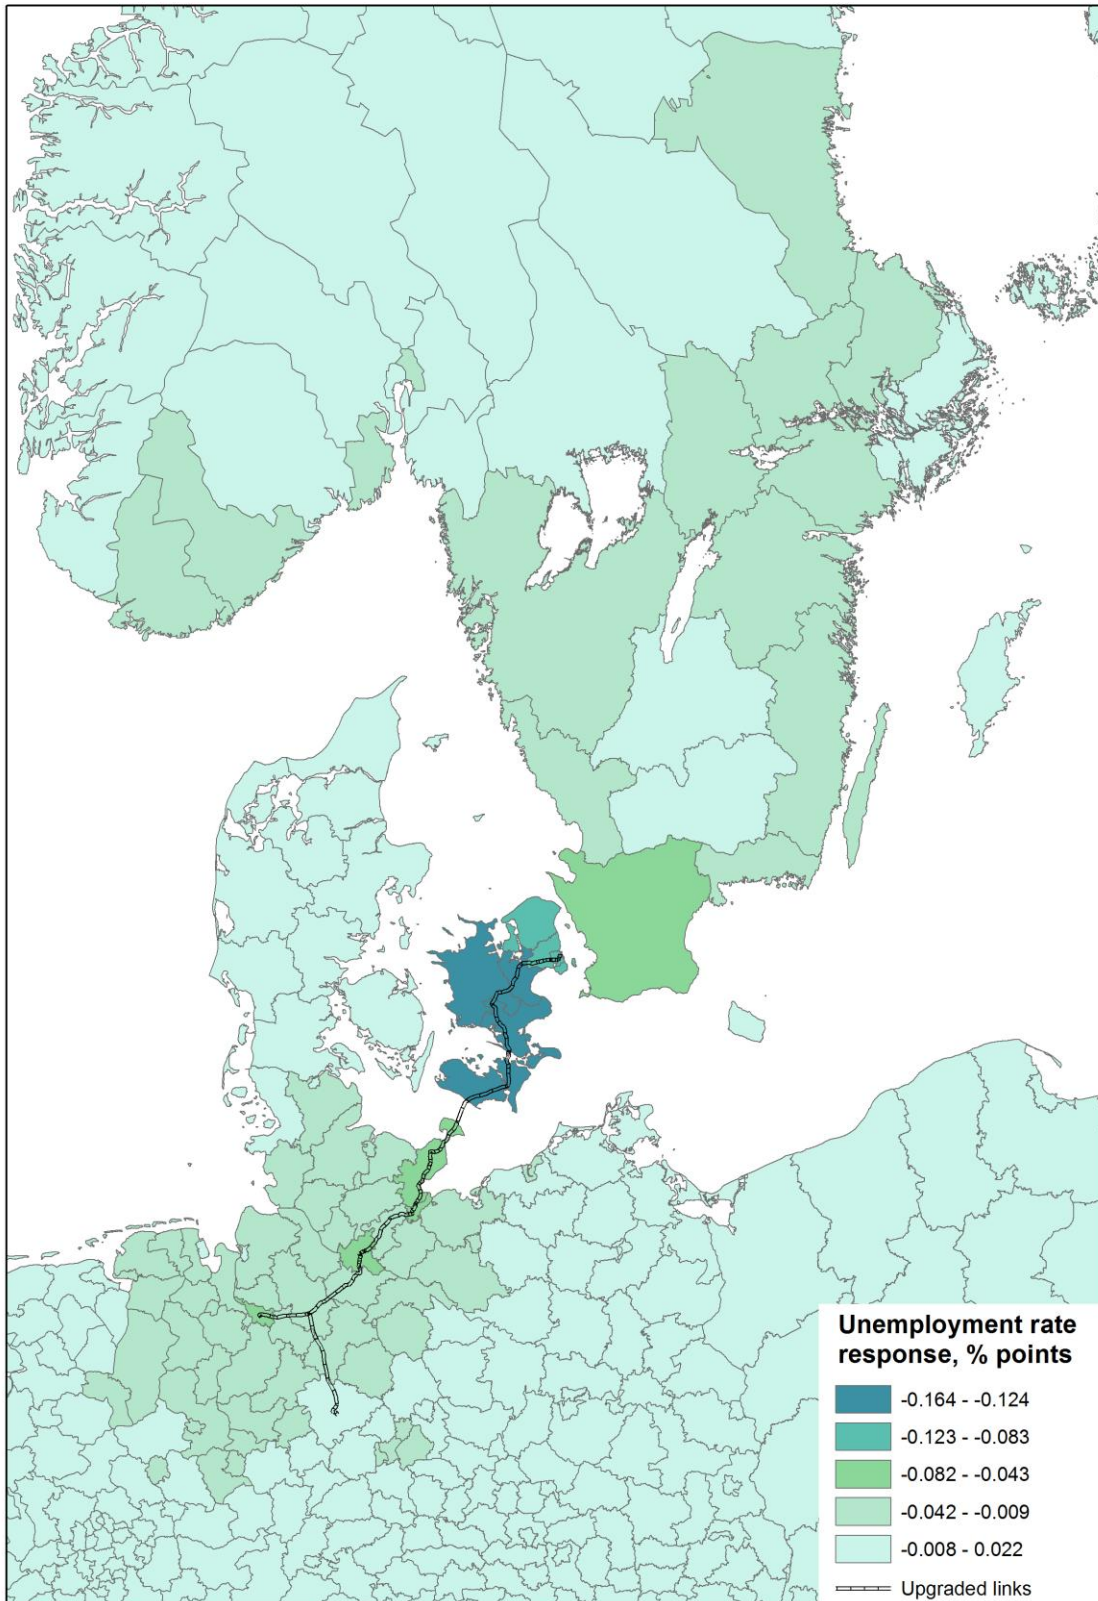 Unemployment rate
response, % points
-0.164 - -0.124
-0.123 - -0.083
-0.082 - -0.043
-0.042 - -0.009
-0.008 - 0.022
Upgraded links